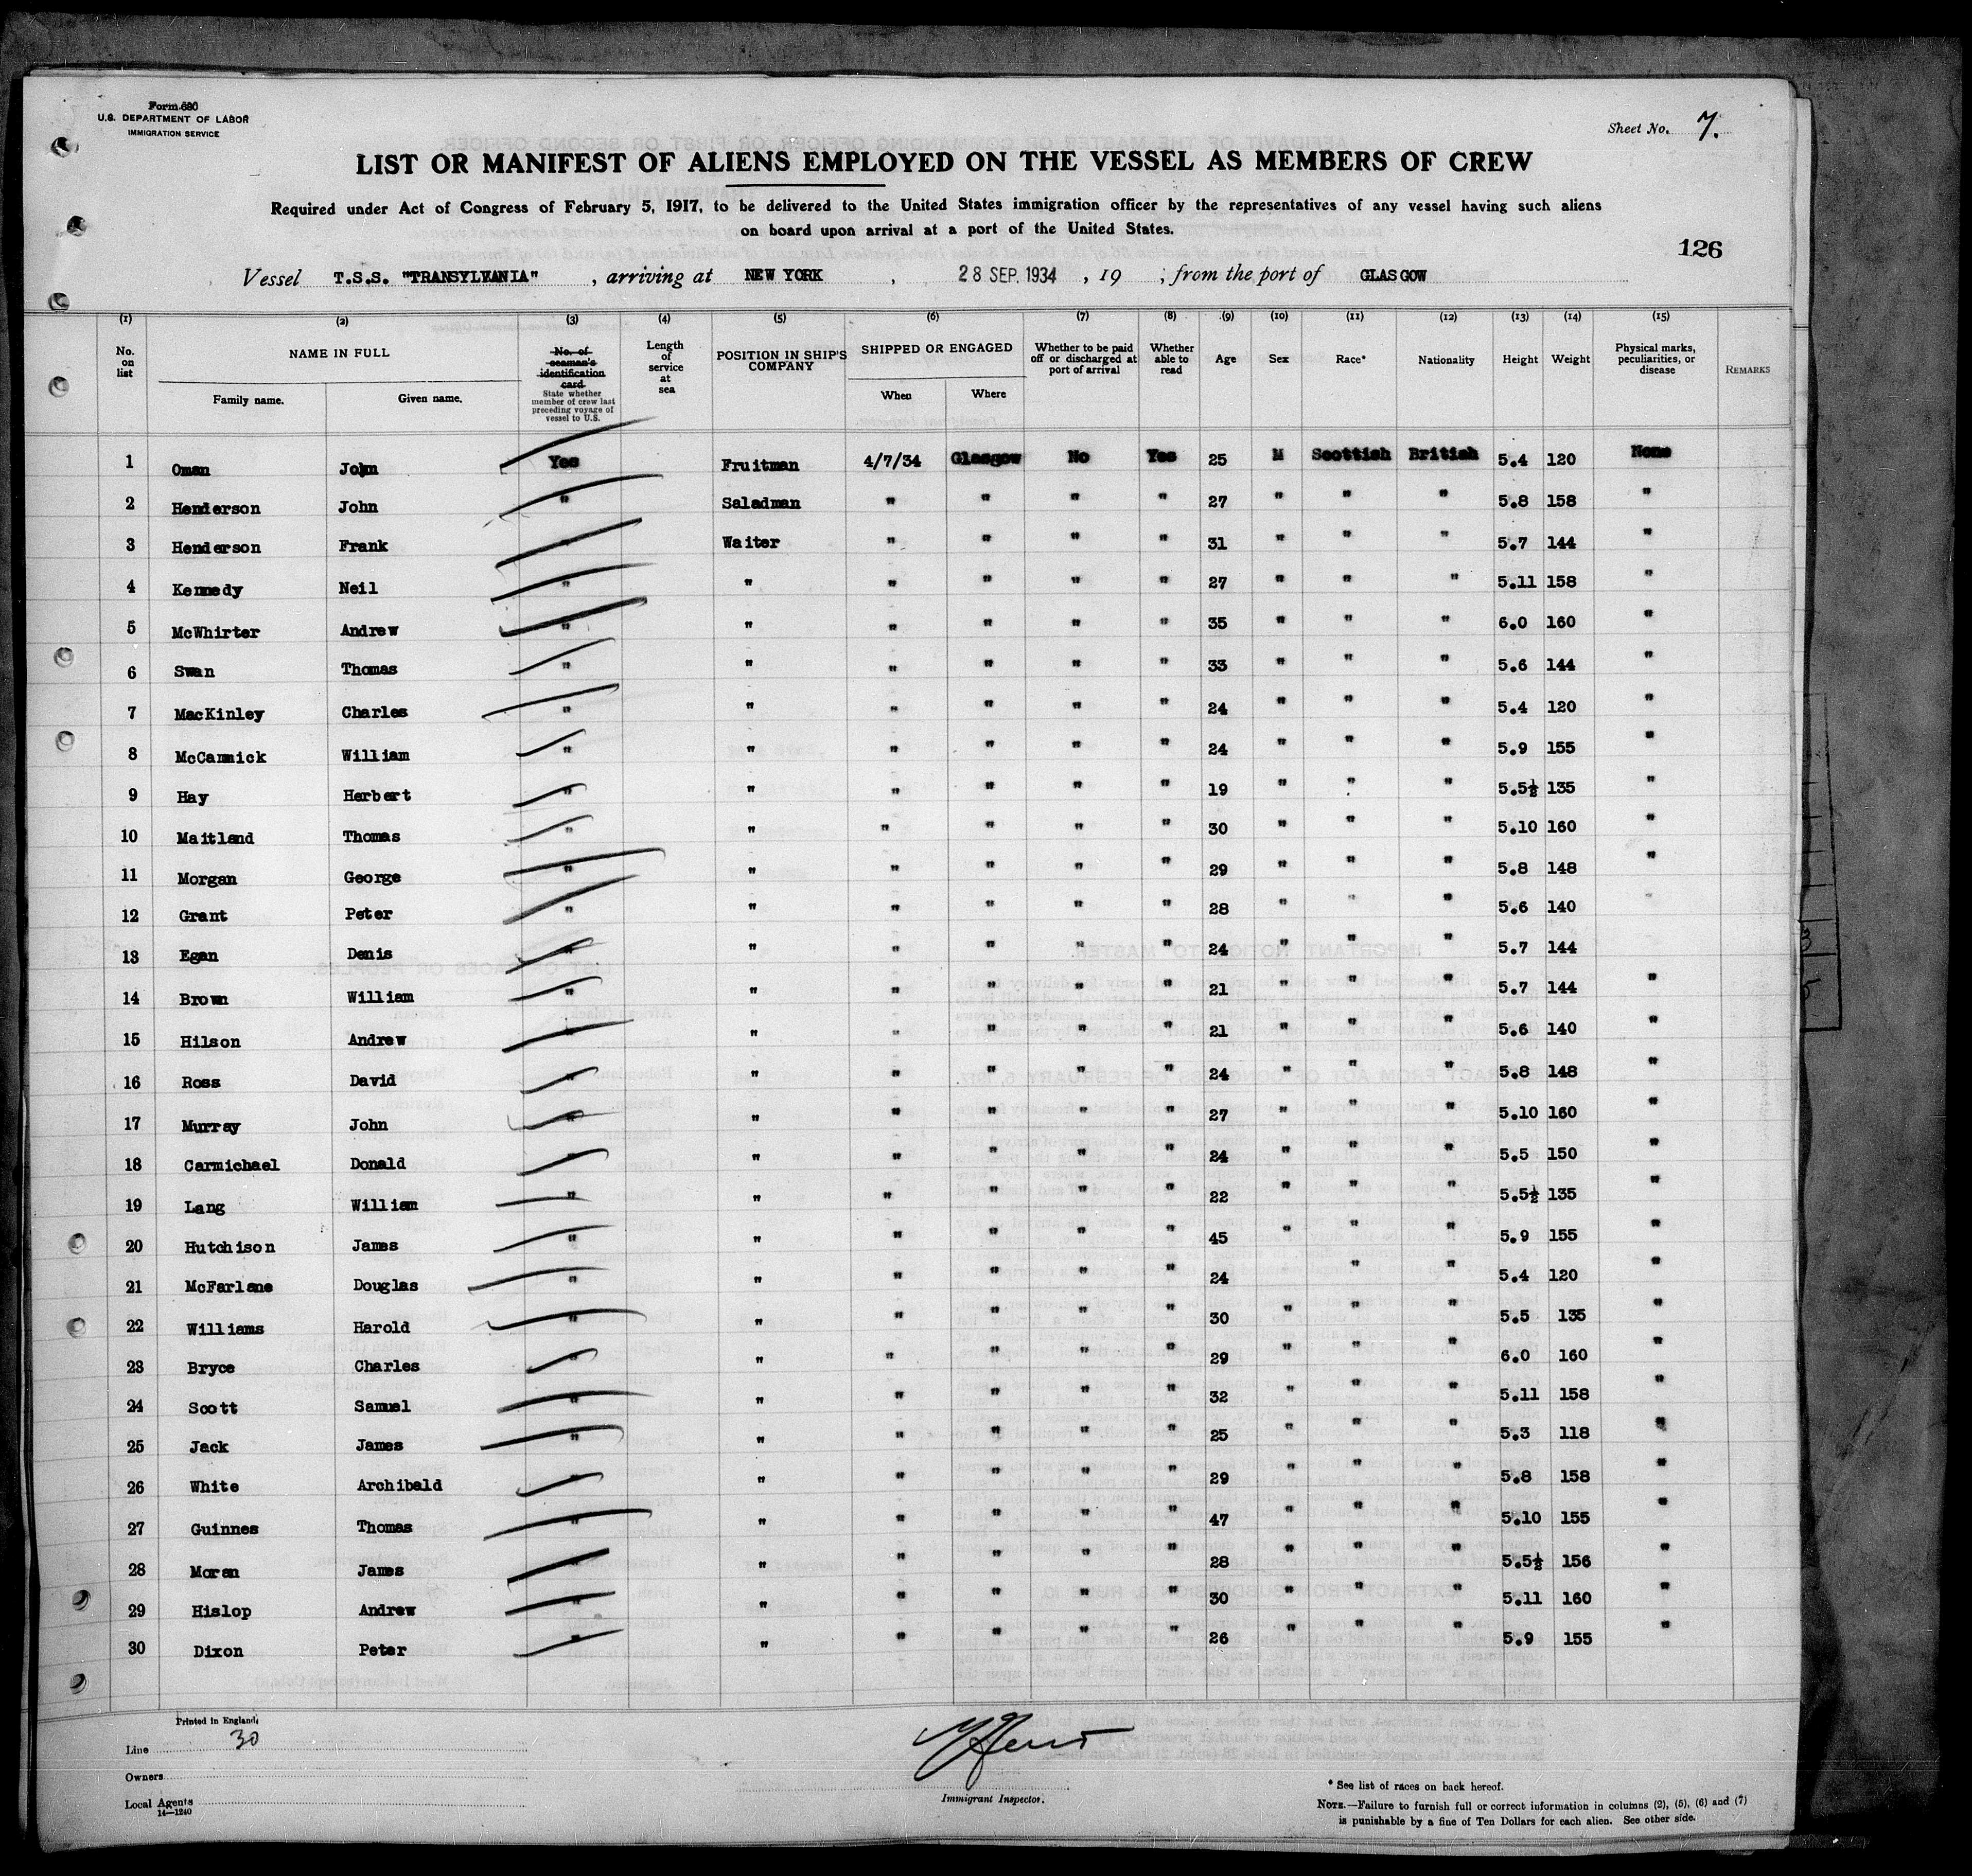 Form 680
U.S. DEPARTMENT OF LABOR
IMMIGRATION SERVICE
Sheet No. 7.
LIST OR MANIFEST OF ALIENS EMPLOYED ON THE VESSEL AS MEMBERS OF CREW
Required under Act of Congress of February 5, 1917, to be delivered to the United States immigration officer by the representatives of any vessel having such aliens
on board upon arrival at a port of the United States.
126
Vessel T.S.S. "TRANSYLVANIA" , arriving at NEW YORK , 28 SEP. 1934 , 19 , from the port of GLASGOW
(1) (2) (3) (4) (5) (6) (7) (8) (9) (10) (11) (12) (13) (14) (15)
No. on list NAME IN FULL Family name. Given name. No. of seaman's identification card. State whether member of crew last preceding voyage of vessel to U.S. Length of service at sea POSITION IN SHIP'S COMPANY SHIPPED OR ENGAGED When Where Whether to be paid off or discharged at port of arrival Whether able to read Age Sex Race* Nationality Height Weight Physical marks, peculiarities, or disease REMARKS
1 Oman John Yes Fruitman 4/7/34 Glasgow No Yes 25 M Scottish British 5.4 120 None
2 Henderson John " Saladman " " " " 27 " " " 5.8 158 "
3 Henderson Frank " Waiter " " " " 31 " " " 5.7 144 "
4 Kennedy Neil " " " " " " 27 " " " 5.11 158 "
5 McWhirter Andrew " " " " " " 35 " " " 6.0 160 "
6 Swan Thomas " " " " " " 33 " " " 5.6 144 "
7 MacKinley Charles " " " " " " 24 " " " 5.4 120 "
8 McCammick William " " " " " " 24 " " " 5.9 155 "
9 Hay Herbert " " " " " " 19 " " " 5.5½ 135 "
10 Maitland Thomas " " " " " " 30 " " " 5.10 160 "
11 Morgan George " " " " " " 29 " " " 5.8 148 "
12 Grant Peter " " " " " " 28 " " " 5.6 140 "
13 Egan Denis " " " " " " 24 " " " 5.7 144
14 Brown William " " " " " " 21 " " " 5.7 144 "
15 Hilson Andrew " " " " " " 21 " " " 5.6 140 "
16 Ross David " " " " " " 24 " " " 5.8 148 "
17 Murray John " " " " " " 27 " " " 5.10 160 "
18 Carmichael Donald " " " " " " 24 " " " 5.5 150 "
19 Lang William " " " " " " 22 " " " 5.5½ 135 "
20 Hutchison James " " " " " " 45 " " " 5.9 155 "
21 McFarlane Douglas " " " " " " 24 " " 5.4 120 "
22 Williams Harold " " " " " " 30 " " " 5.5 135 "
23 Bryce Charles " " " " " " 29 " " " 6.0 160 "
24 Scott Samuel " " " " " " 32 " " " 5.11 158 "
25 Jack James " " " " " " 25 " " " 5.3 118 "
26 White Archibald " " " " " " 29 " " " 5.8 158 "
27 Guinnes Thomas " " " " " " 47 " " " 5.10 155 "
28 Moran James " " " " " " 28 " " " 5.5½ 156 "
29 Hislop Andrew " " " " " " 30 " " " 5.11 160 "
30 Dixon Peter " " " " " " 26 " " " 5.9 155 "
Printed in England.
Line 30
Owners
Local Agents
14—1240
Immigrant Inspector.
* See list of races on back hereof.
NOTE.—Failure to furnish full or correct information in columns (2), (5), (6) and (7)
is punishable by a fine of Ten Dollars for each alien. See other side.